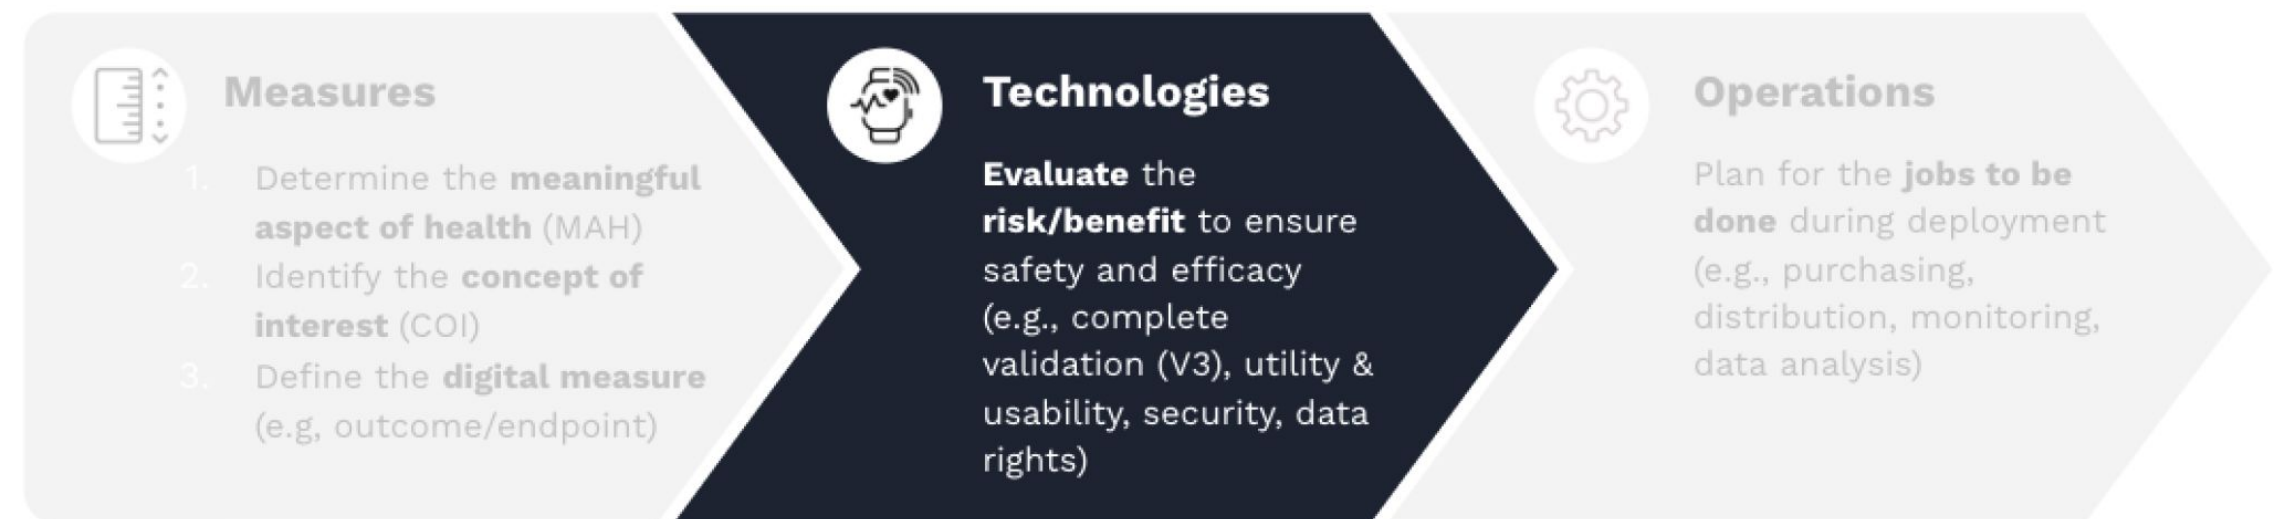 Measures
1. Determine the meaningful
aspect of health (MAH)
2. Identify the concept of
interest (COI)
3. Define the digital measure
(e.g, outcome/endpoint)
Technologies
Evaluate the
risk/benefit to ensure
safety and efficacy
(e.g., complete
validation (V3), utility &
usability, security, data
rights)
Operations
Plan for the jobs to be
done during deployment
(e.g., purchasing,
distribution, monitoring,
data analysis)